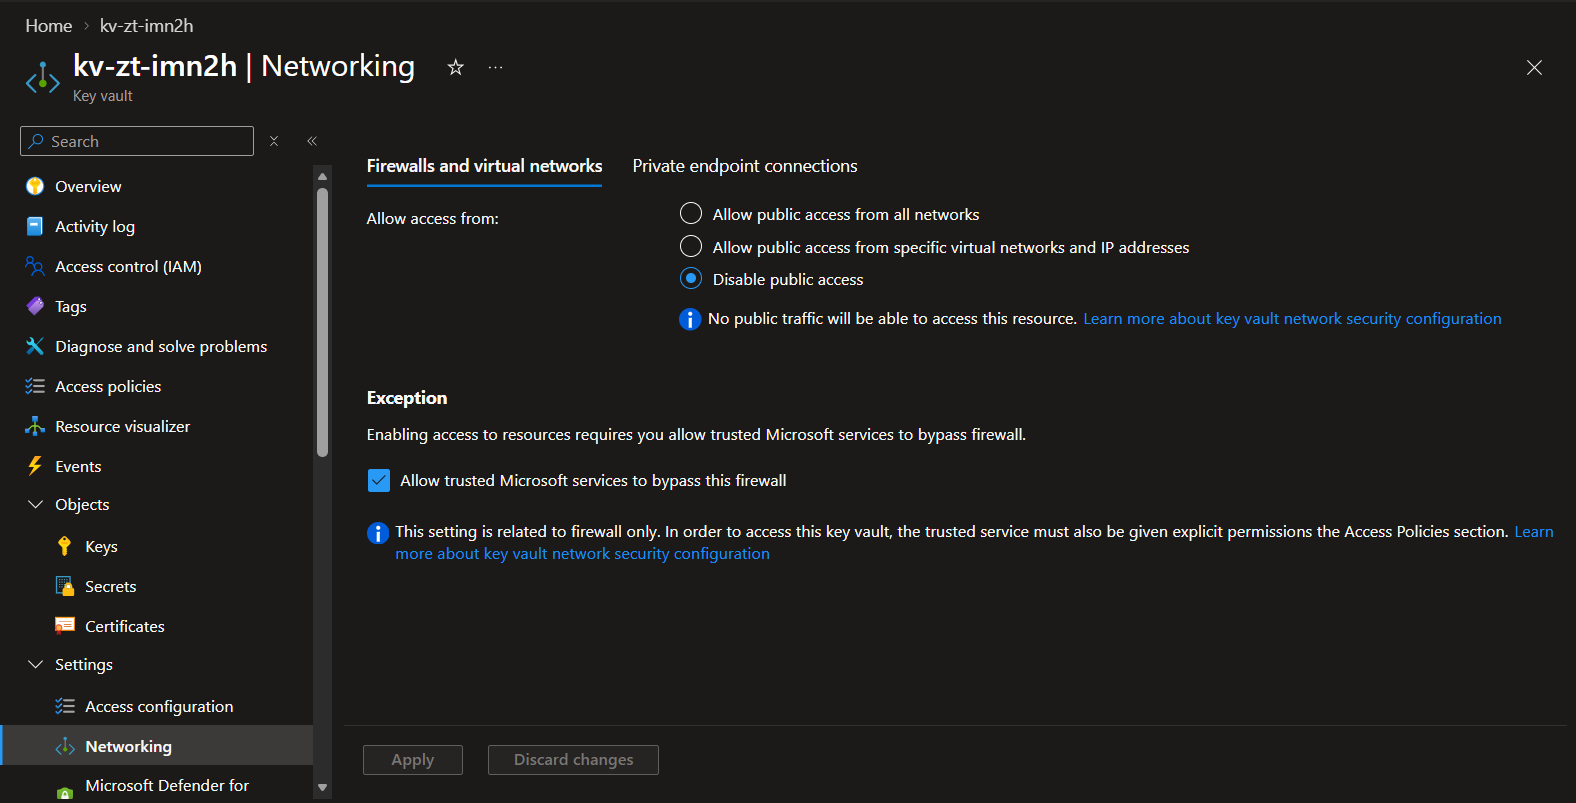 Home > kv-zt-imn2h
kv-zt-imn2h | Networking
Key vault
Search
Overview
Activity log
Access control (IAM)
Tags
Diagnose and solve problems
Access policies
Resource visualizer
Events
Objects
Keys
Secrets
Certificates
Settings
Access configuration
Networking
Microsoft Defender for
Firewalls and virtual networks
Private endpoint connections
Allow access from:
Allow public access from all networks
Allow public access from specific virtual networks and IP addresses
Disable public access
No public traffic will be able to access this resource. Learn more about key vault network security configuration
Exception
Enabling access to resources requires you allow trusted Microsoft services to bypass firewall.
Allow trusted Microsoft services to bypass this firewall
This setting is related to firewall only. In order to access this key vault, the trusted service must also be given explicit permissions the Access Policies section. Learn
more about key vault network security configuration
Apply
Discard changes